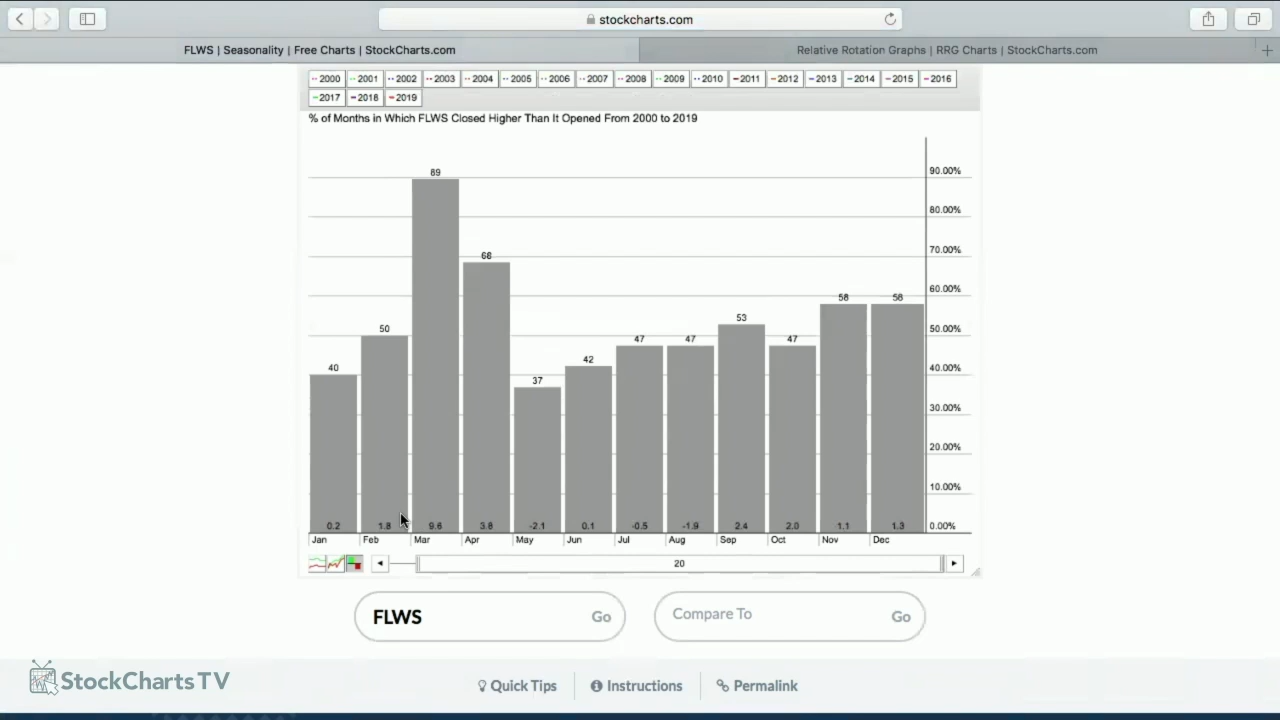 stockcharts.com
FLWS | Seasonality | Free Charts | StockCharts.com
Relative Rotation Graphs | RRG Charts | StockCharts.com
2000 2001 2002 2003 2004 2005 2006 2007 2008 2009 2010 2011 2012 2013 2014 2015 2016
2017 2018 2019
% of Months in Which FLWS Closed Higher Than It Opened From 2000 to 2019
90.00%
80.00%
70.00%
60.00%
50.00%
40.00%
30.00%
20.00%
10.00%
0.00%
40 50 89 68 37 42 47 47 53 47 58 58
0.2 1.8 9.6 3.8 -2.1 0.1 -0.5 -1.9 2.4 2.0 1.1 1.3
Jan Feb Mar Apr May Jun Jul Aug Sep Oct Nov Dec
20
FLWS Go
Compare To Go
StockCharts TV
Quick Tips
Instructions
Permalink